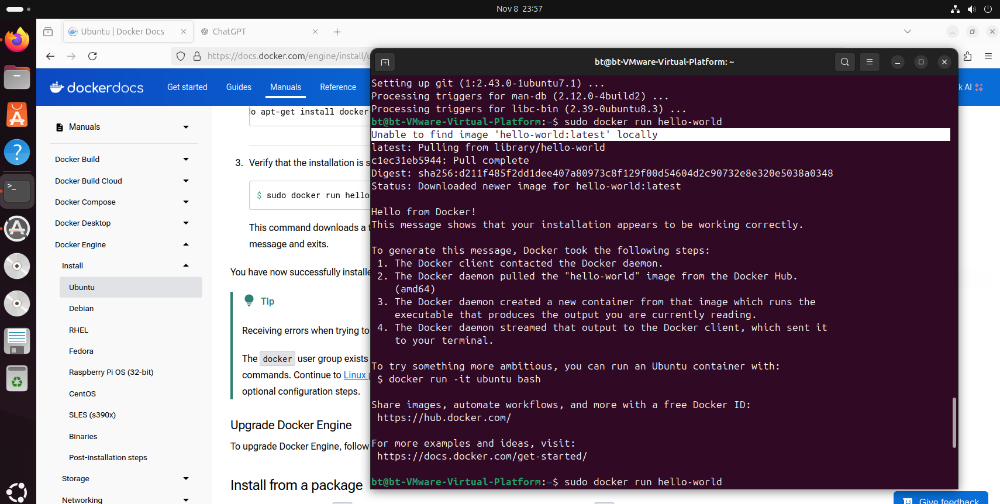 Nov 8 23:57
Ubuntu | Docker Docs
ChatGPT
https://docs.docker.com/engine/install/u
bt@bt-VMware-Virtual-Platform: ~
dockerdocs
Get started
Guides
Manuals
Reference
k AI
Manuals
Docker Build
Docker Build Cloud
Docker Compose
Docker Desktop
Docker Engine
Install
Ubuntu
Debian
RHEL
Fedora
Raspberry Pi OS (32-bit)
CentOS
SLES (s390x)
Binaries
Post-installation steps
Storage
Networking
do apt-get install docker-
3. Verify that the installation is s
$ sudo docker run hello
This command downloads a t
message and exits.
You have now successfully installe
Tip
Receiving errors when trying to
The docker user group exists
commands. Continue to Linux p
optional configuration steps.
Upgrade Docker Engine
To upgrade Docker Engine, follow
Install from a package
Setting up git (1:2.43.0-1ubuntu7.1) ...
Processing triggers for man-db (2.12.0-4build2) ...
Processing triggers for libc-bin (2.39-0ubuntu8.3) ...
bt@bt-VMware-Virtual-Platform:~$ sudo docker run hello-world
Unable to find image 'hello-world:latest' locally
latest: Pulling from library/hello-world
c1ec31eb5944: Pull complete
Digest: sha256:d211f485f2dd1dee407a80973c8f129f00d54604d2c90732e8e320e5038a0348
Status: Downloaded newer image for hello-world:latest
Hello from Docker!
This message shows that your installation appears to be working correctly.
To generate this message, Docker took the following steps:
1. The Docker client contacted the Docker daemon.
2. The Docker daemon pulled the "hello-world" image from the Docker Hub.
(amd64)
3. The Docker daemon created a new container from that image which runs the
executable that produces the output you are currently reading.
4. The Docker daemon streamed that output to the Docker client, which sent it
to your terminal.
To try something more ambitious, you can run an Ubuntu container with:
$ docker run -it ubuntu bash
Share images, automate workflows, and more with a free Docker ID:
https://hub.docker.com/
For more examples and ideas, visit:
https://docs.docker.com/get-started/
bt@bt-VMware-Virtual-Platform:~$ sudo docker run hello-world
Give feedback